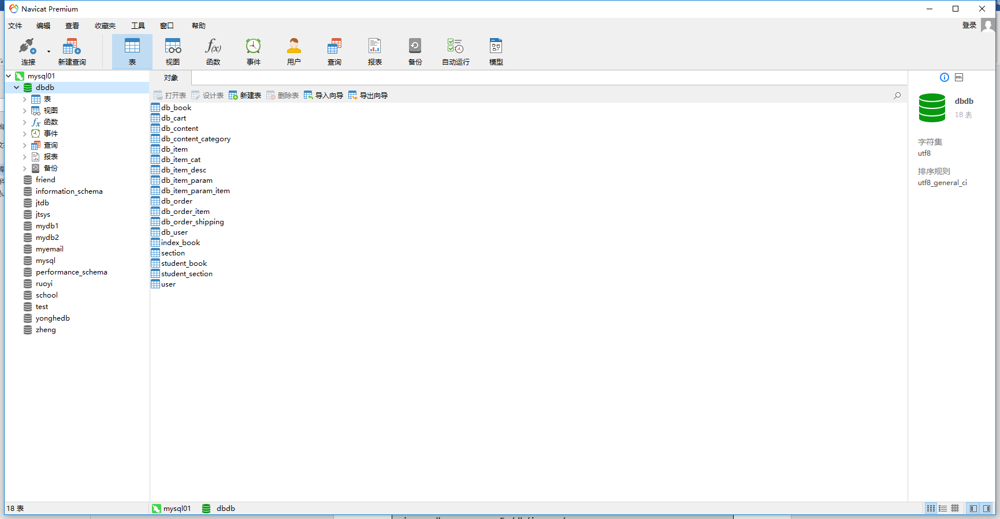 Navicat Premium
文件 编辑 查看 收藏夹 工具 窗口 帮助 登录
连接 新建查询 表 视图 函数 事件 用户 查询 报表 备份 自动运行 模型
mysql01
dbdb
表
视图
函数
事件
查询
报表
备份
friend
information_schema
jtdb
jtsys
mydb1
mydb2
myemail
mysql
performance_schema
ruoyi
school
test
yonghedb
zheng
对象
打开表 设计表 新建表 删除表 导入向导 导出向导
db_book
db_cart
db_content
db_content_category
db_item
db_item_cat
db_item_desc
db_item_param
db_item_param_item
db_order
db_order_item
db_order_shipping
db_user
index_book
section
student_book
student_section
user
DDL
dbdb
18 表
字符集
utf8
排序规则
utf8_general_ci
18 表 mysql01 dbdb